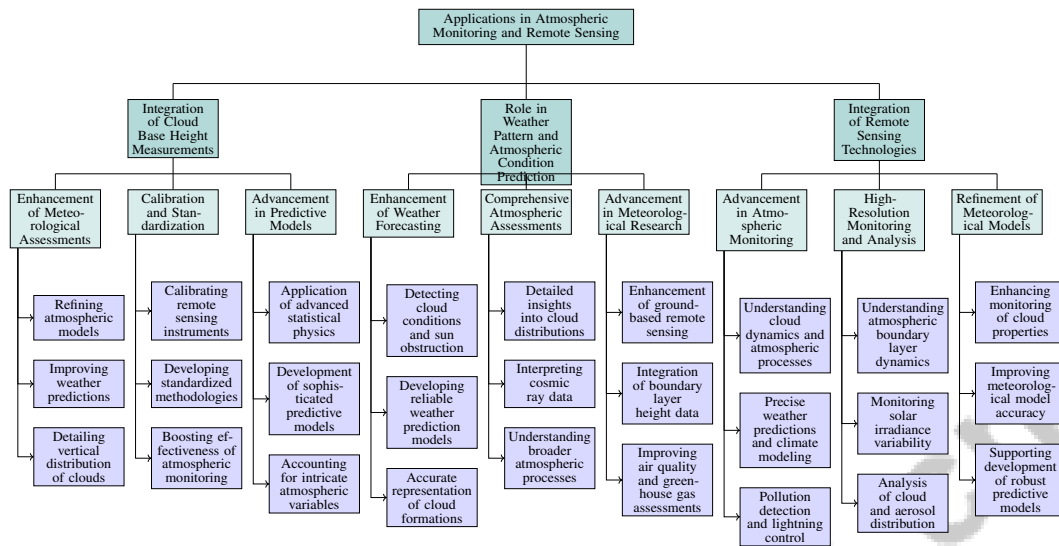 Applications in Atmospheric
Monitoring and Remote Sensing
Integration
of Cloud
Base Height
Measurements
Role in
Weather
Pattern and
Atmospheric
Condition
Prediction
Integration
of Remote
Sensing
Technologies
Enhancement
of Meteo-
rological
Assessments
Calibration
and Stan-
dardization
Advancement
in Predictive
Models
Enhancement
of Weather
Forecasting
Comprehensive
Atmospheric
Assessments
Advancement
in Meteorolog-
ical Research
Advancement
in Atmo-
spheric
Monitoring
High-
Resolution
Monitoring
and Analysis
Refinement of
Meteorological
Models
Refining
atmospheric
models
Improving
weather
predictions
Detailing
vertical
distribution
of clouds
Calibrating
remote
sensing
instruments
Developing
standardized
methodologies
Boosting ef-
fectiveness of
atmospheric
monitoring
Application
of advanced
statistical
physics
Development
of sophis-
ticated
predictive
models
Accounting
for intricate
atmospheric
variables
Detecting
cloud
conditions
and sun
obstruction
Developing
reliable
weather
prediction
models
Accurate
representation
of cloud
formations
Detailed
insights
into cloud
distributions
Interpreting
cosmic
ray data
Understanding
broader
atmospheric
processes
Enhancement
of ground-
based remote
sensing
Integration
of boundary
layer
height data
Improving
air quality
and green-
house gas
assessments
Understanding
cloud
dynamics and
atmospheric
processes
Precise
weather
predictions
and climate
modeling
Pollution
detection
and lightning
control
Understanding
atmospheric
boundary
layer
dynamics
Monitoring
solar
irradiance
variability
Analysis
of cloud
and aerosol
distribution
Enhancing
monitoring
of cloud
properties
Improving
meteorolog-
ical model
accuracy
Supporting
development
of robust
predictive
models